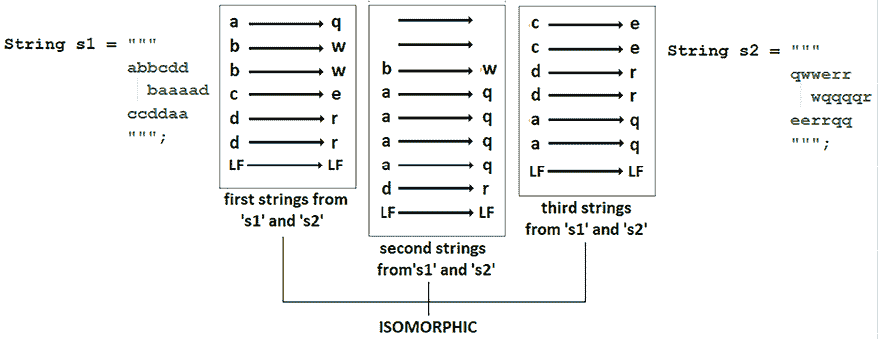 String s1 = """
abbcdd
baaaad
ccddaa
""";
a q
b w
b w
c e
d r
d r
LF LF
first strings from
's1' and 's2'
b w
a q
a q
a q
a q
d r
LF LF
second strings
from's1' and 's2'
c e
c e
d r
d r
a q
a q
LF LF
third strings
from 's1' and 's2'
String s2 = """
qwwerr
wqqqqr
eerrqq
""";
ISOMORPHIC